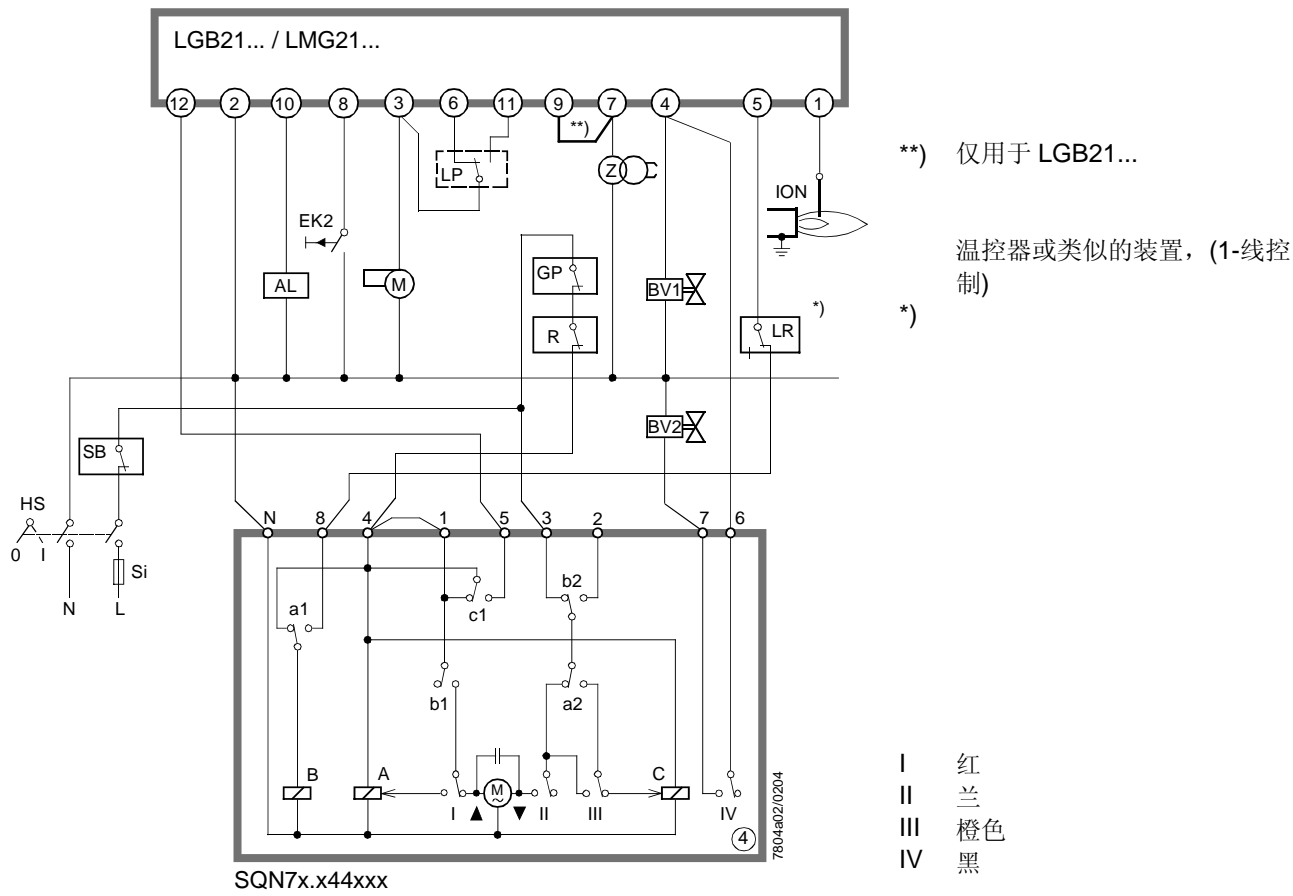 LGB21... / LMG21...
12 2 10 8 3 6 11 9 7 4 5 1
**)
**) 仅用于 LGB21...
LP
Z
ION
EK2
温控器或类似的装置，(1-线控
制)
GP
AL
M
BV1
*)
*)
R
LR
BV2
SB
HS
0 I
Si
N L
N 8 4 1 5 3 2 7 6
a1
c1
b2
b1
a2
B
A
C
M
~
I II III IV
4
7804a02/0204
SQN7x.x44xxx
I 红
II 兰
III 橙色
IV 黑